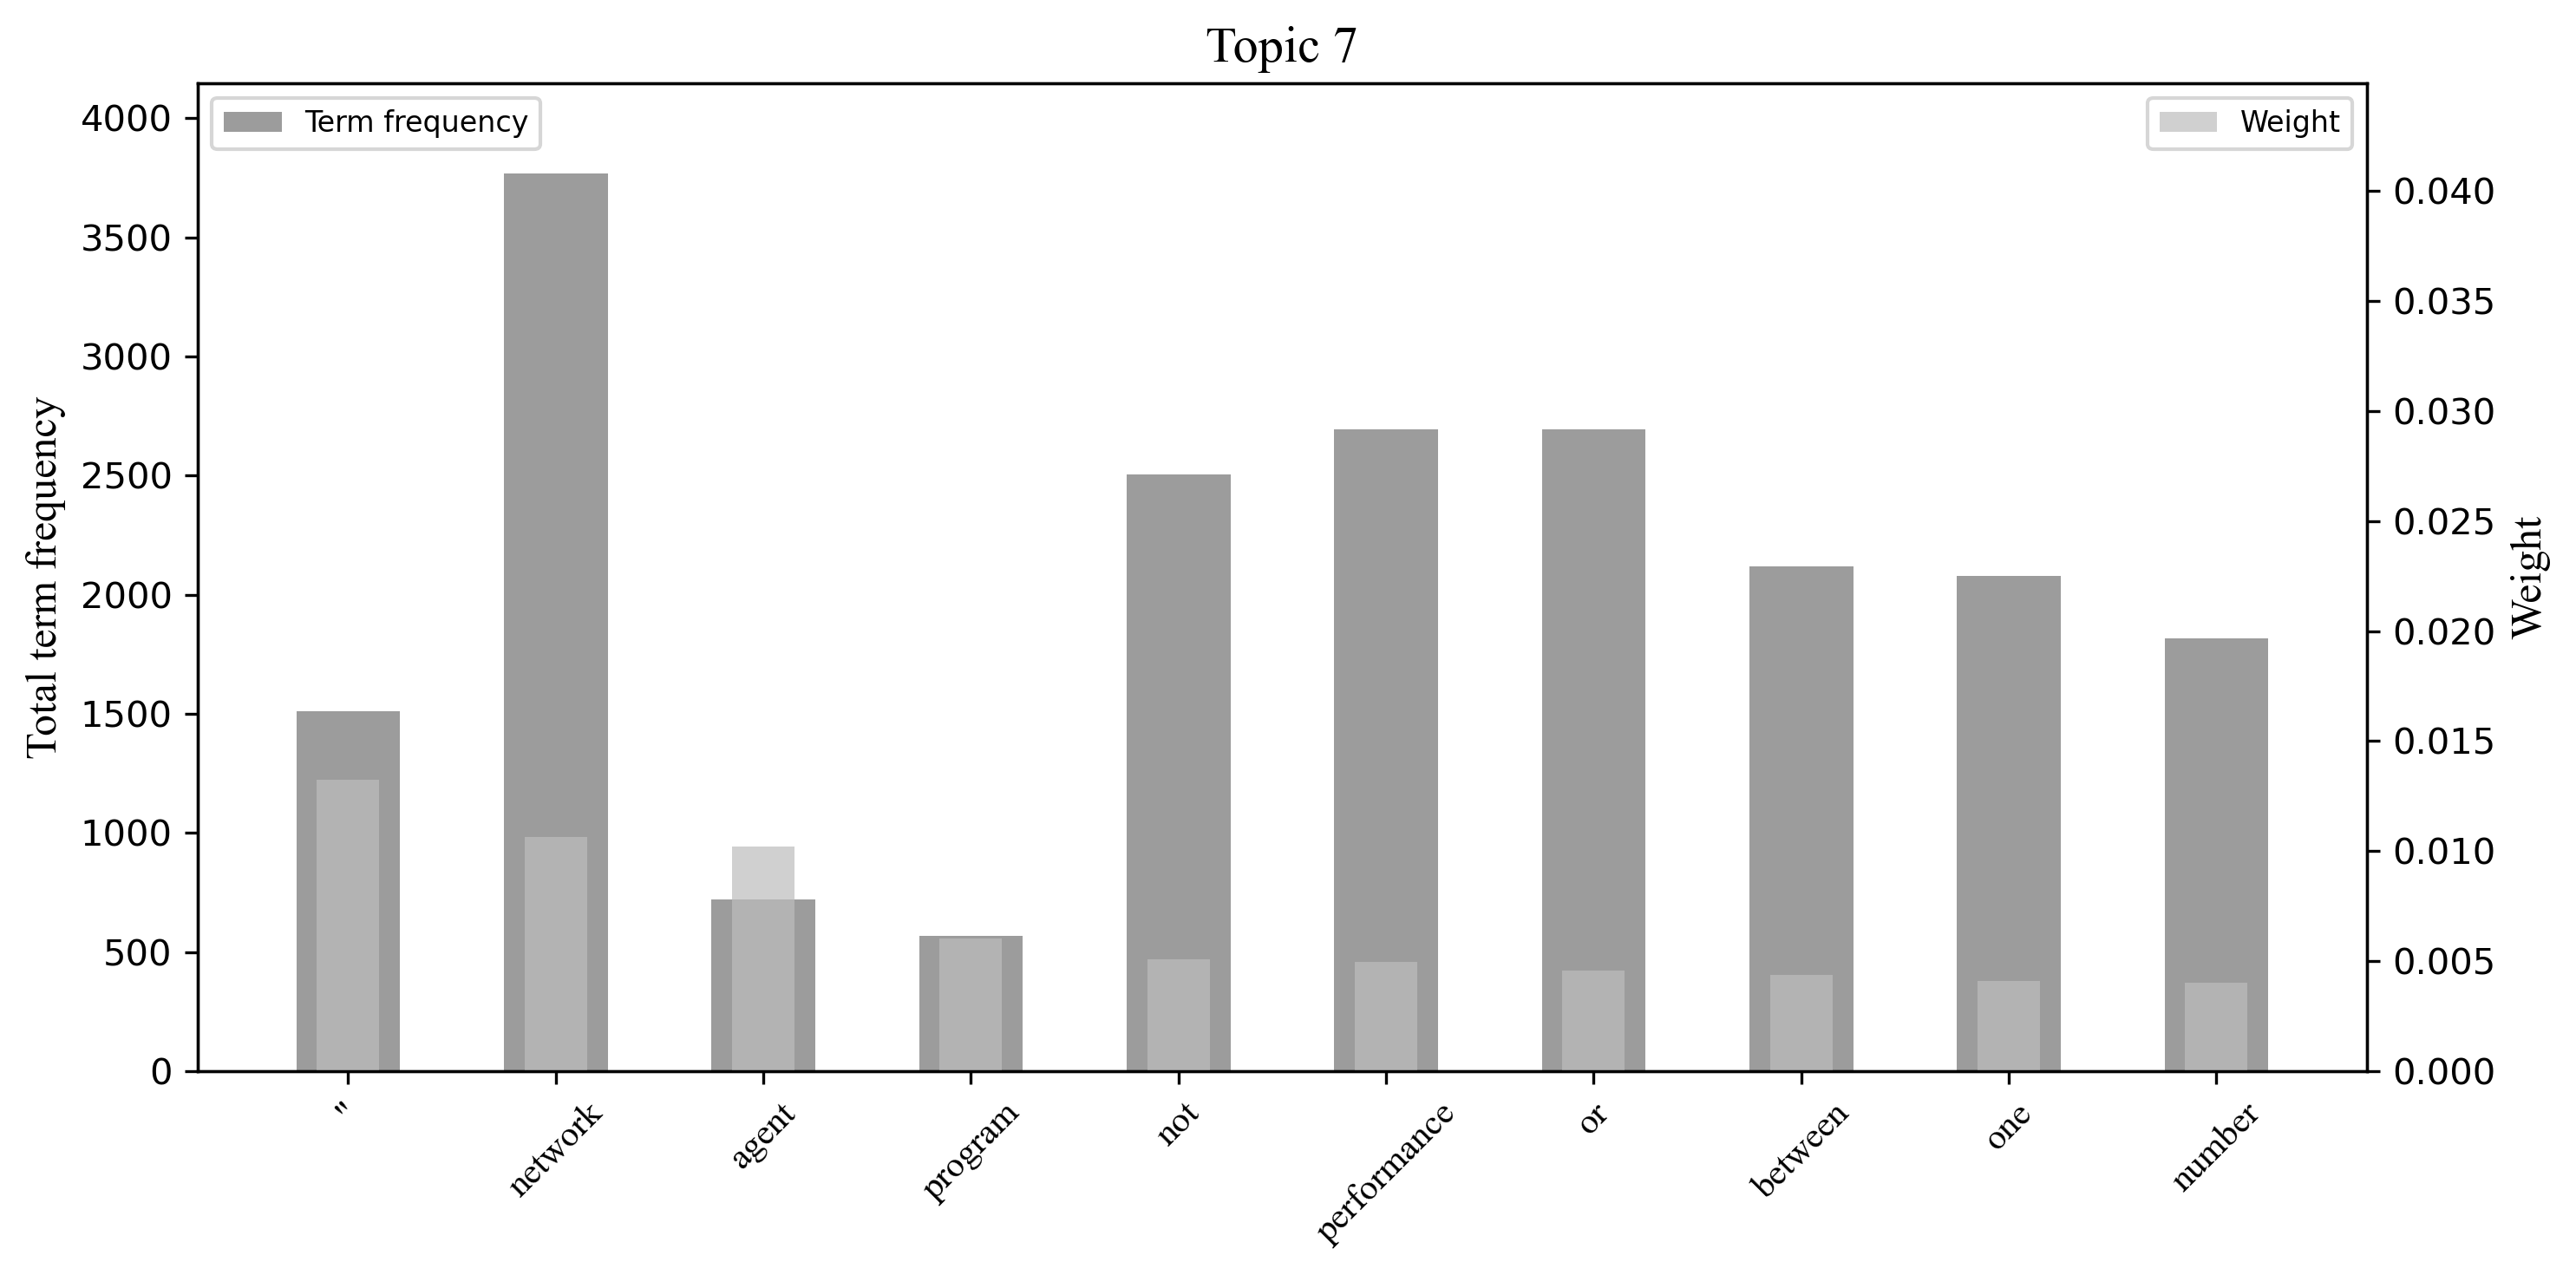 Topic 7
Term frequency
Weight
4000
3500
3000
2500
2000
1500
1000
500
0
Total term frequency
0.040
0.035
0.030
0.025
0.020
0.015
0.010
0.005
0.000
Weight
"
network
agent
program
not
performance
or
between
one
number